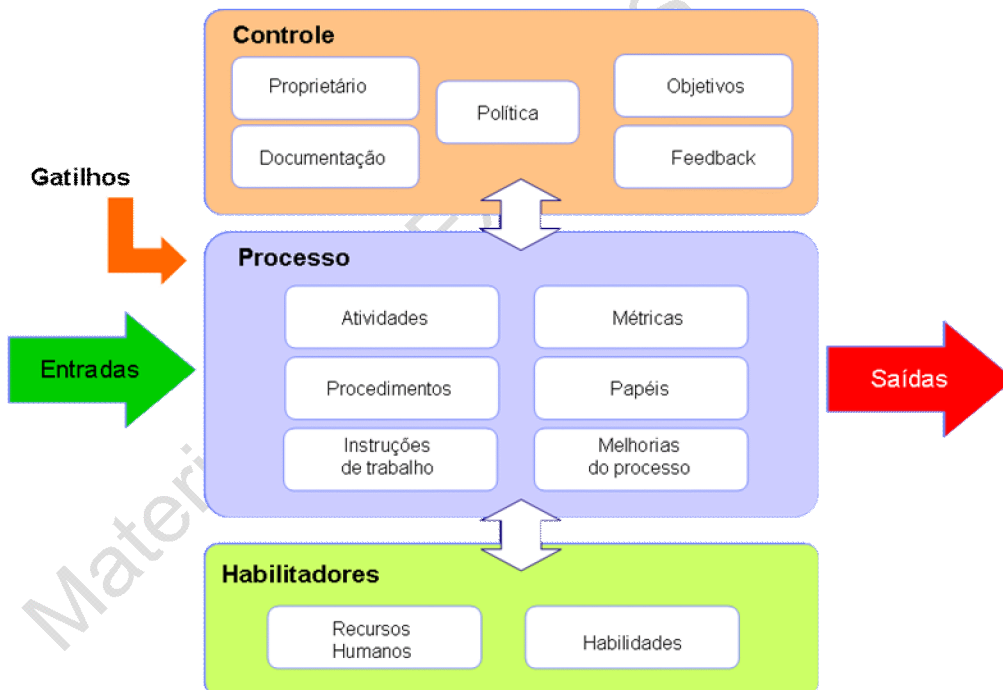 Controle
Proprietário
Política
Objetivos
Documentação
Feedback
Gatilhos
Processo
Atividades
Métricas
Entradas
Procedimentos
Papéis
Saídas
Instruções
de trabalho
Melhorias
do processo
Habilitadores
Recursos
Humanos
Habilidades